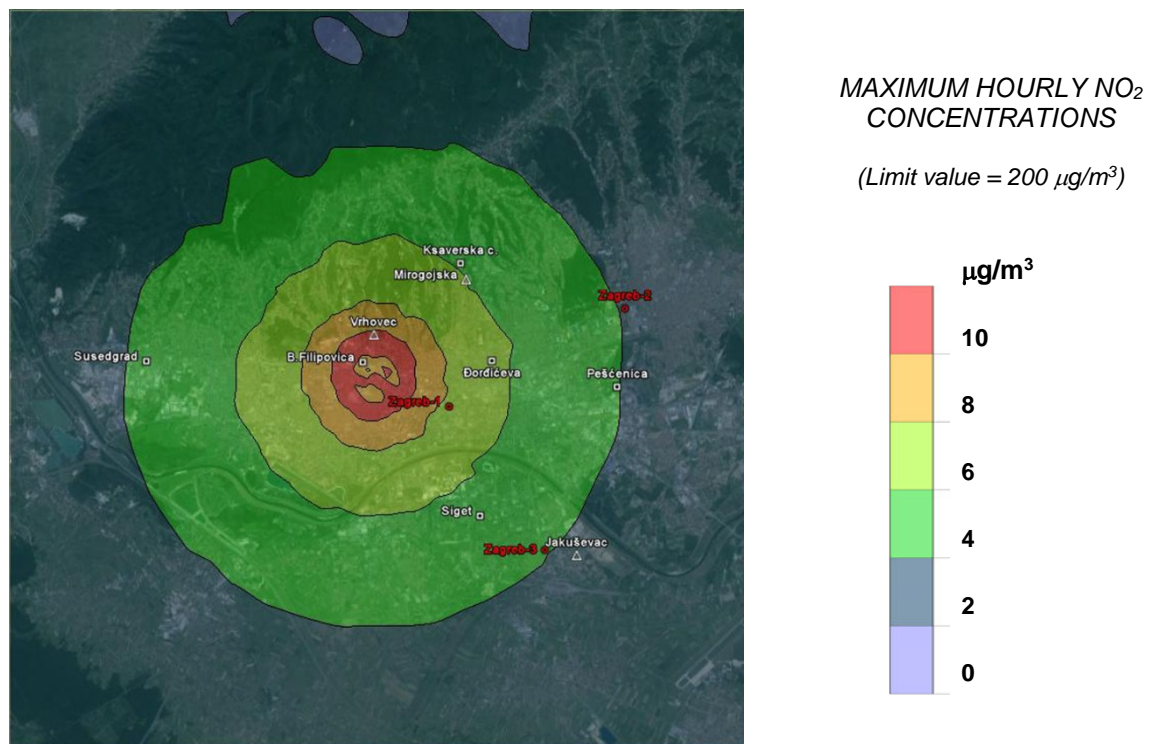 MAXIMUM HOURLY NO2
CONCENTRATIONS
(Limit value = 200 µg/m3)
Ksaverska c.
Mirogojska
Zagreb-2
Vrhovec
Susedgrad
B.Filipovica
Đorđićeva
Pešćenica
Zagreb-1
Siget
Zagreb-3
Jakuševac
µg/m3
10
8
6
4
2
0